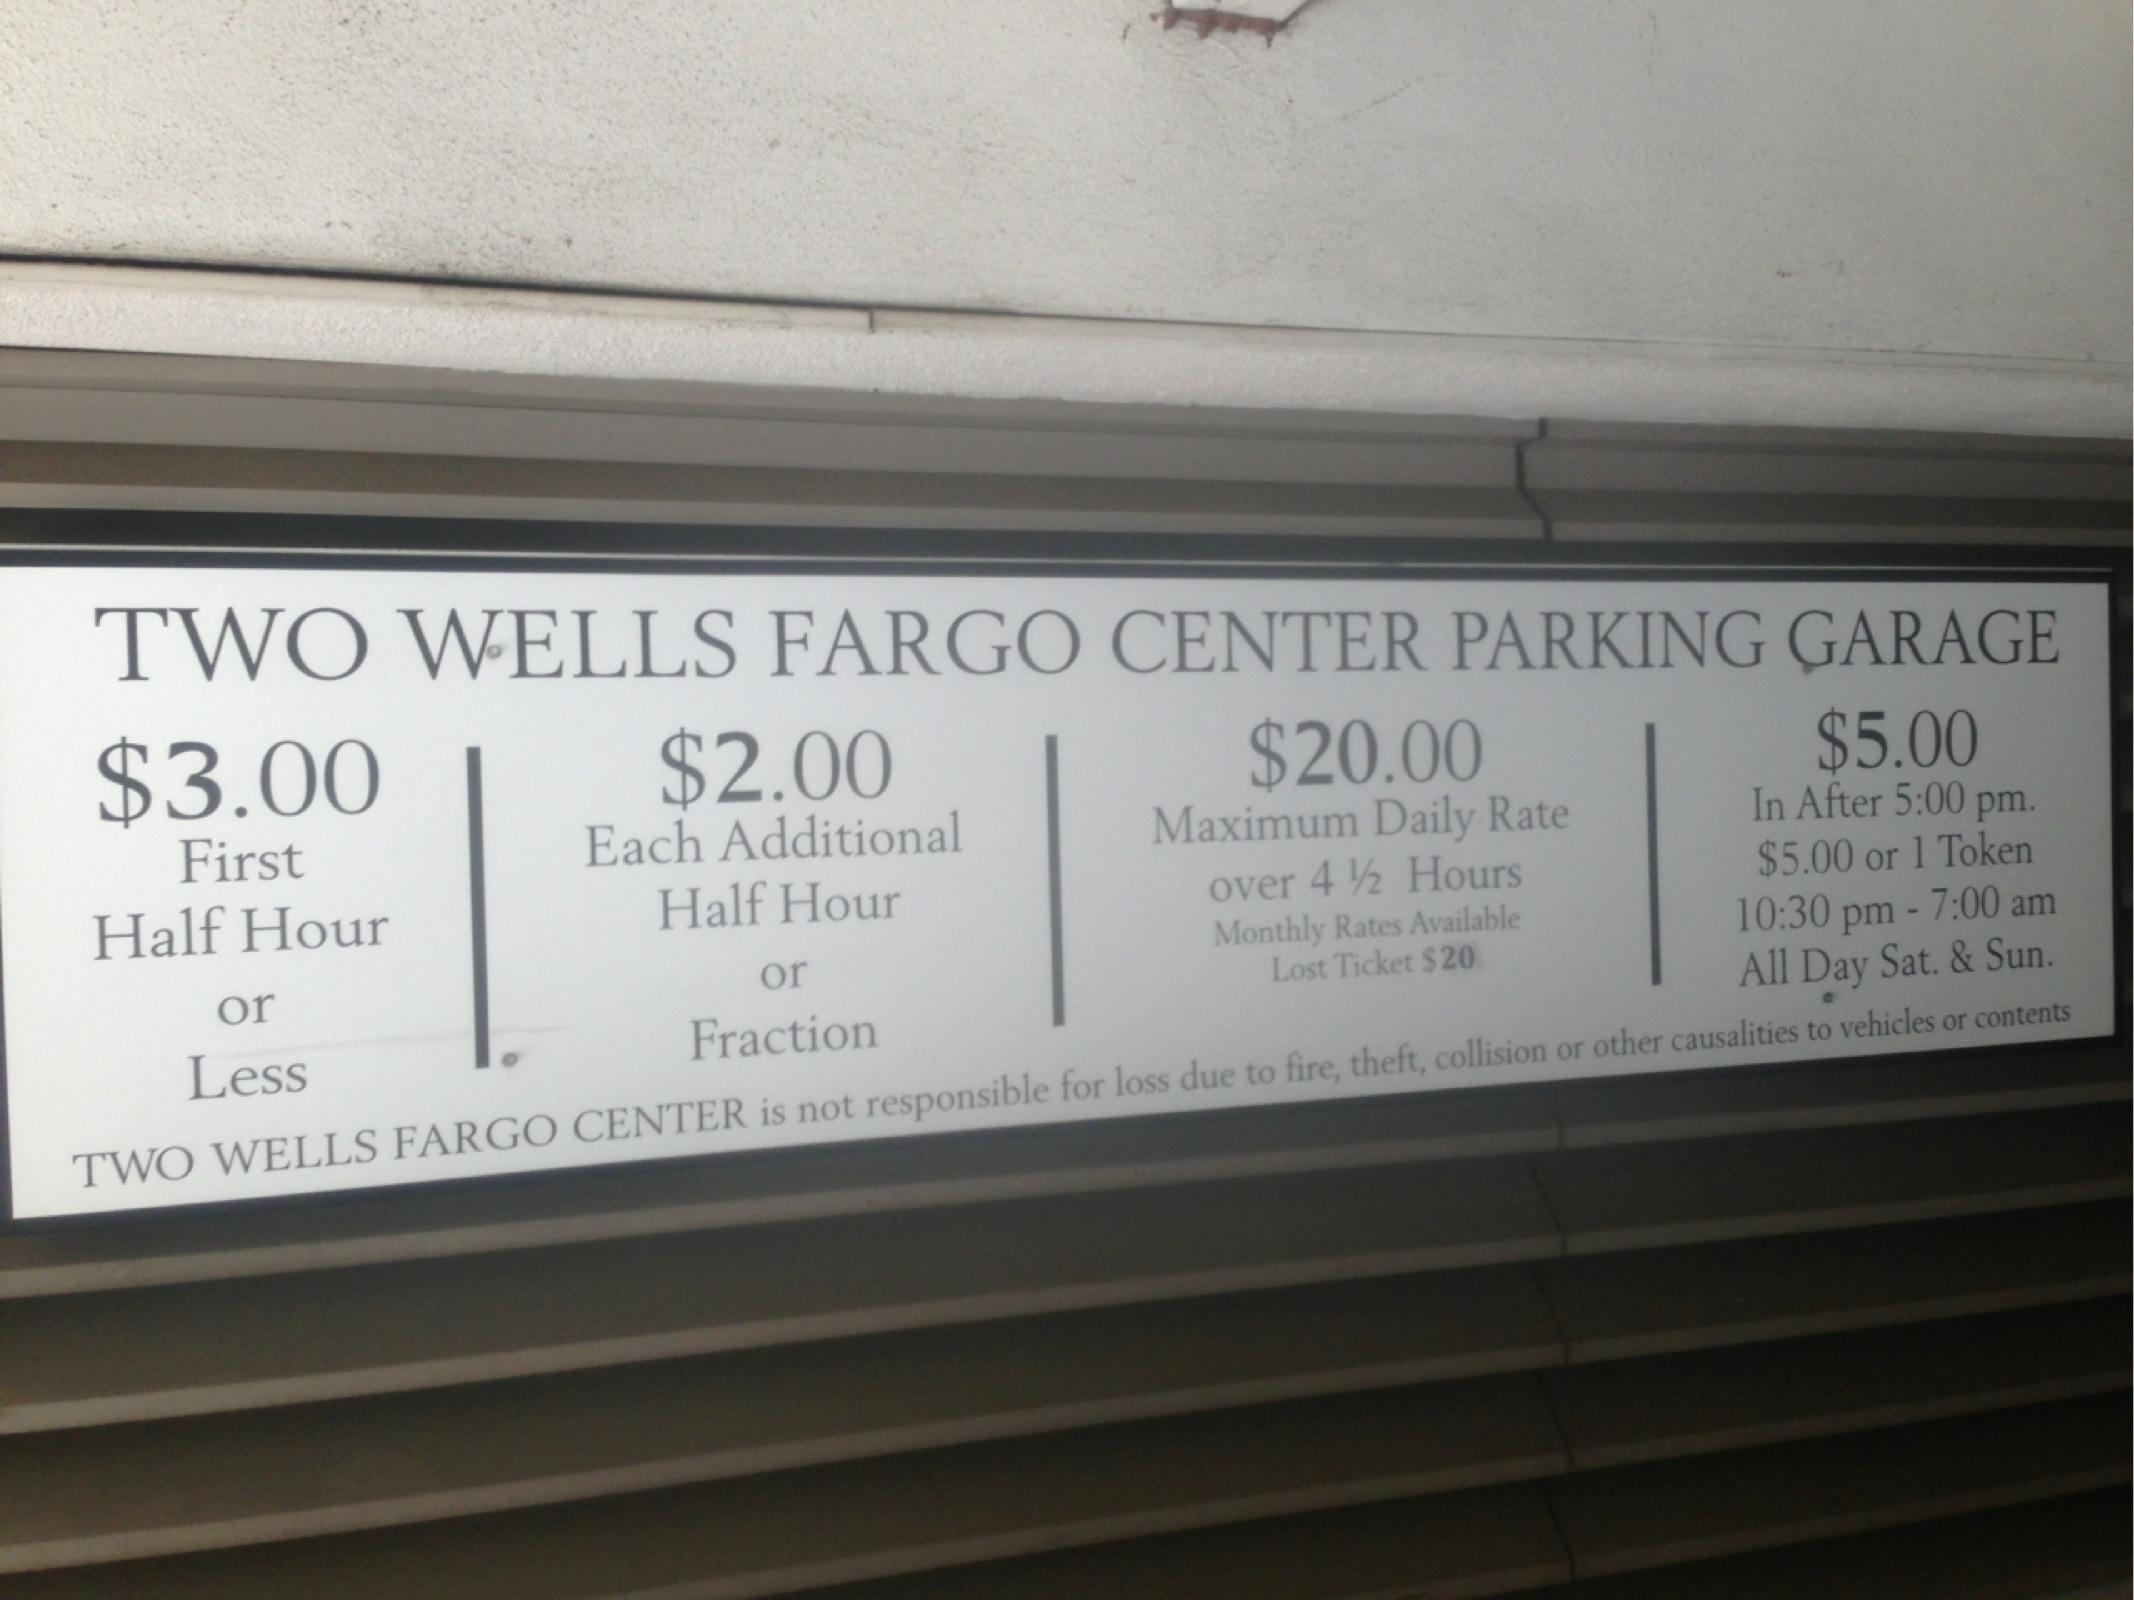 TWO WELLS FARGO CENTER PARKING GARAGE
$3.00
First
Half Hour
or
Less
$2.00
Each Additional
Half Hour
or
Fraction
$20.00
Maximum Daily Rate
over 4 ½ Hours
Monthly Rates Available
Lost Ticket $20
$5.00
In After 5:00 pm.
$5.00 or 1 Token
10:30 pm - 7:00 am
All Day Sat. & Sun.
TWO WELLS FARGO CENTER is not responsible for loss due to fire, theft, collision or other causalities to vehicles or contents